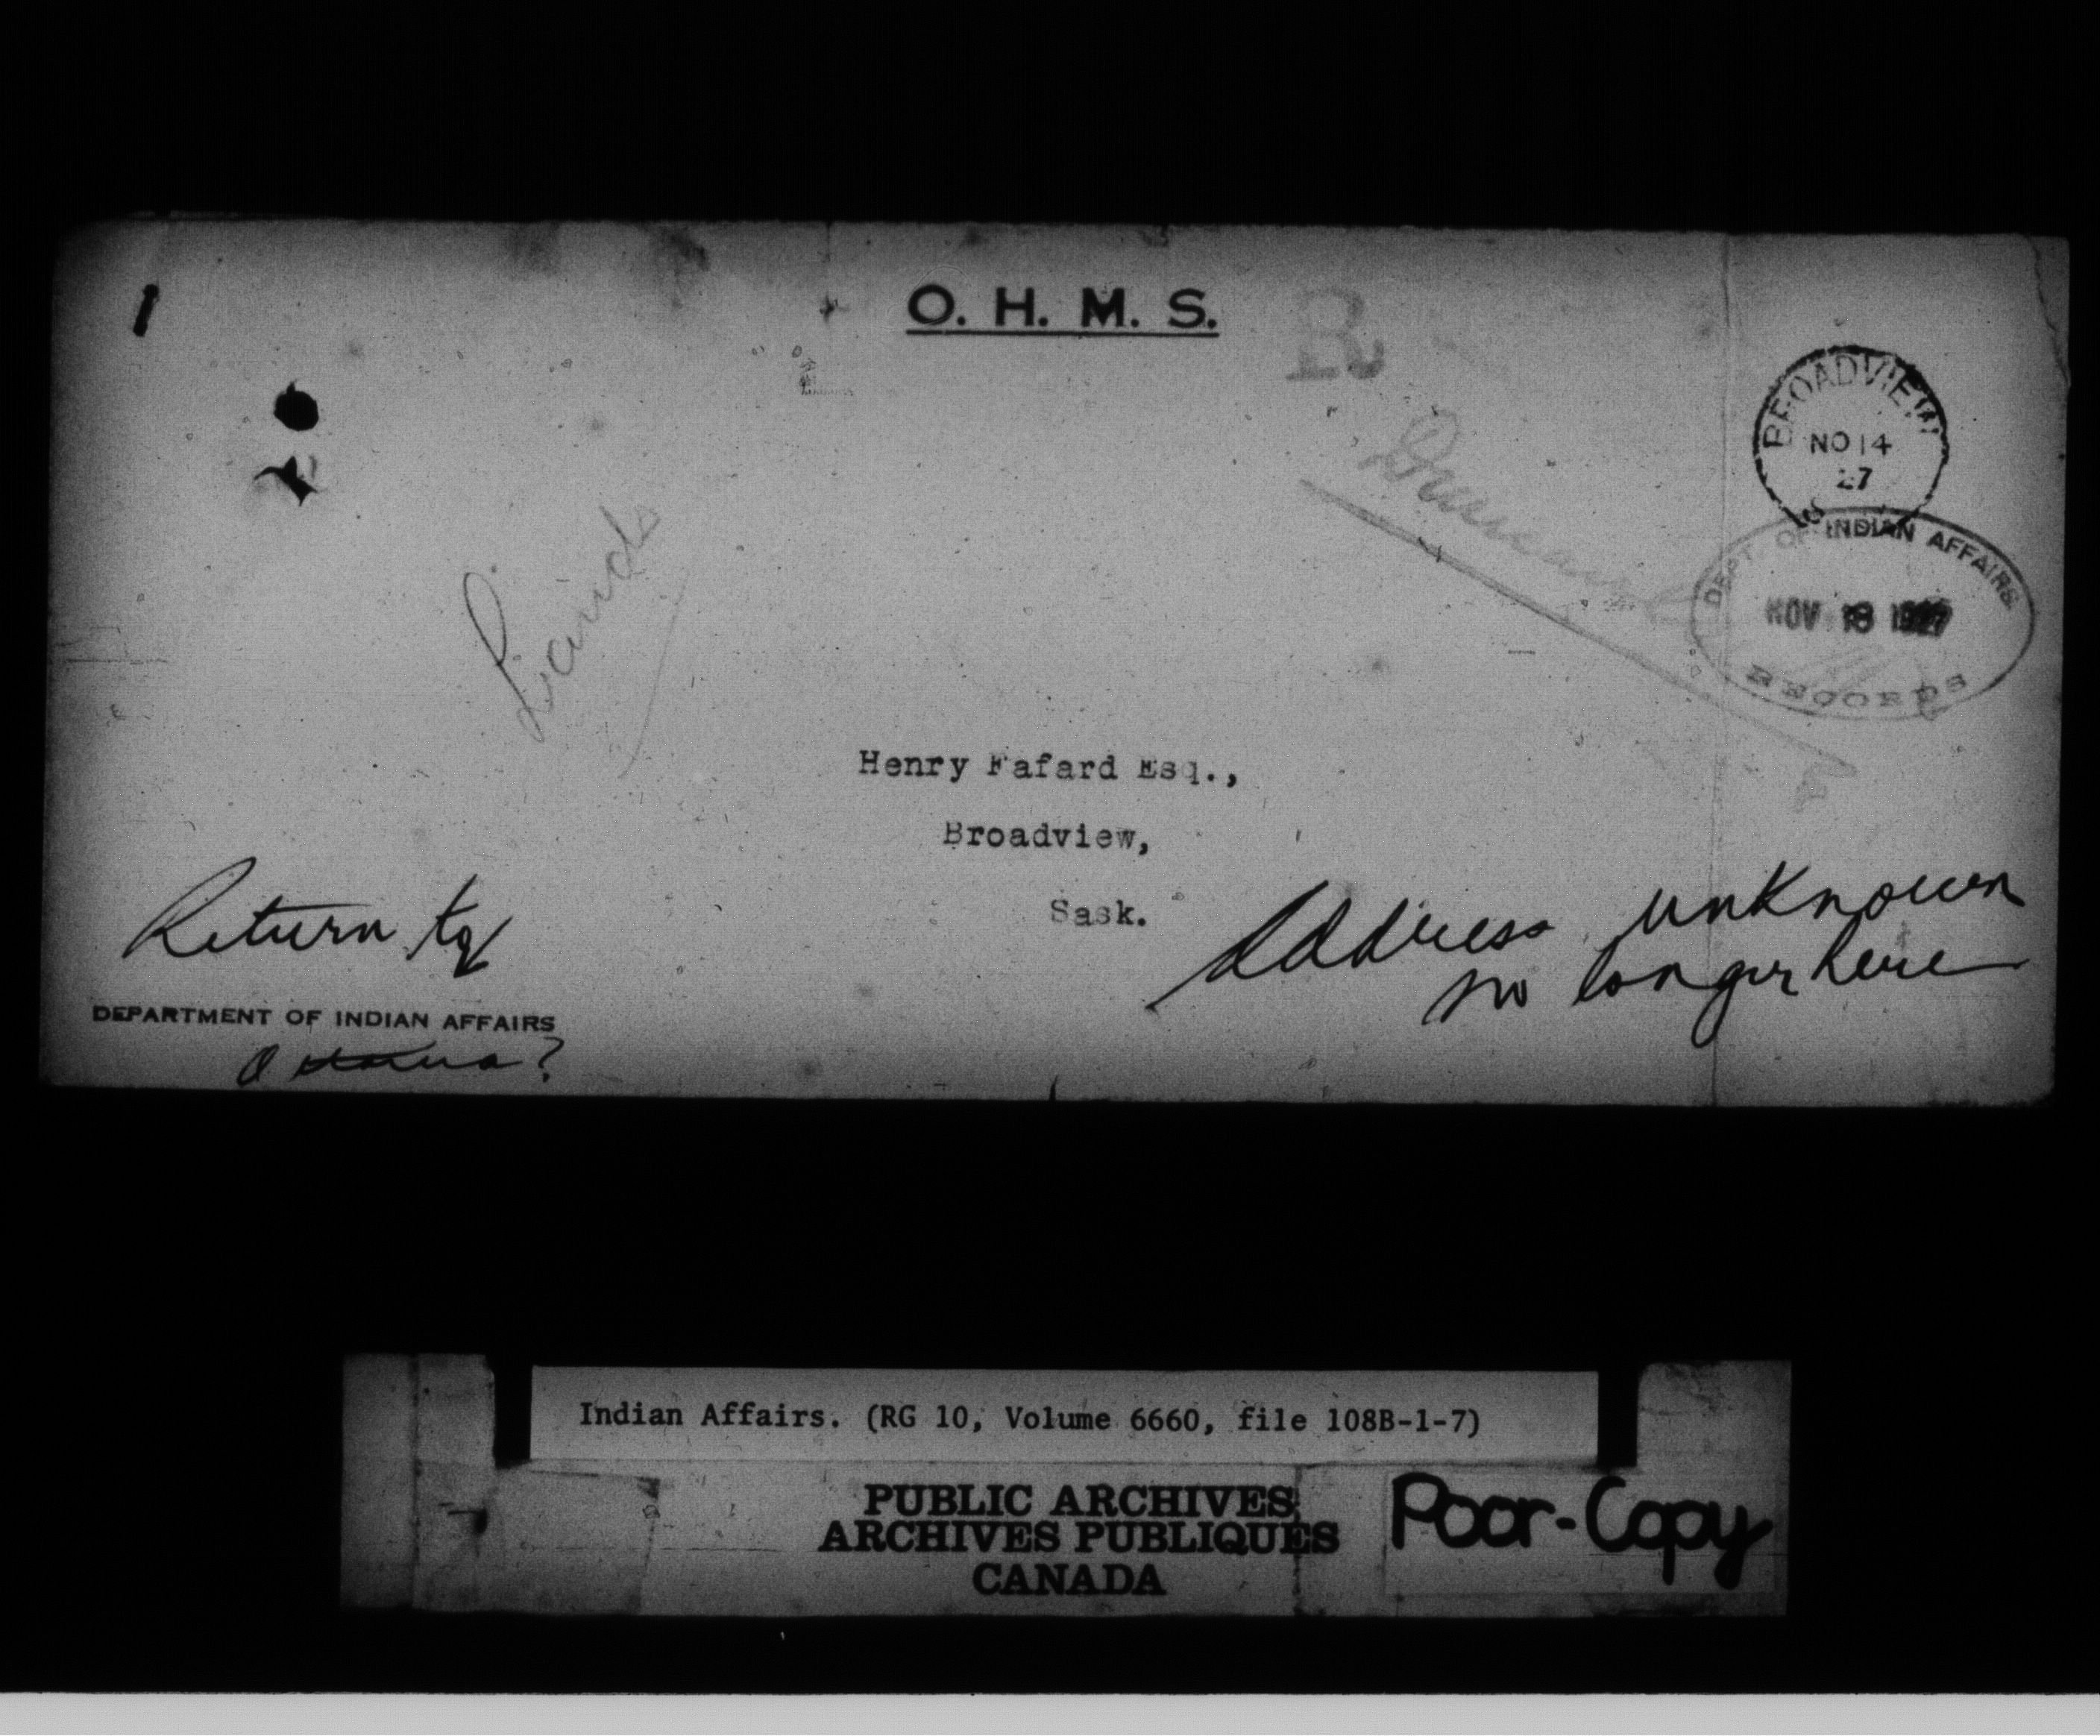 O. H. M. S.
R
BROADVIEW
NO 14
27
DEPT OF INDIAN AFFAIRS
NOV 18 1927
RECORDS
Lands
Henry Fafard Esq.,
Broadview,
Sask.
Return to
DEPARTMENT OF INDIAN AFFAIRS
Ottawa?
Address unknown
no longer here
Indian Affairs. (RG 10, Volume 6660, file 108B-1-7)
PUBLIC ARCHIVES
ARCHIVES PUBLIQUES
CANADA
Poor-Copy